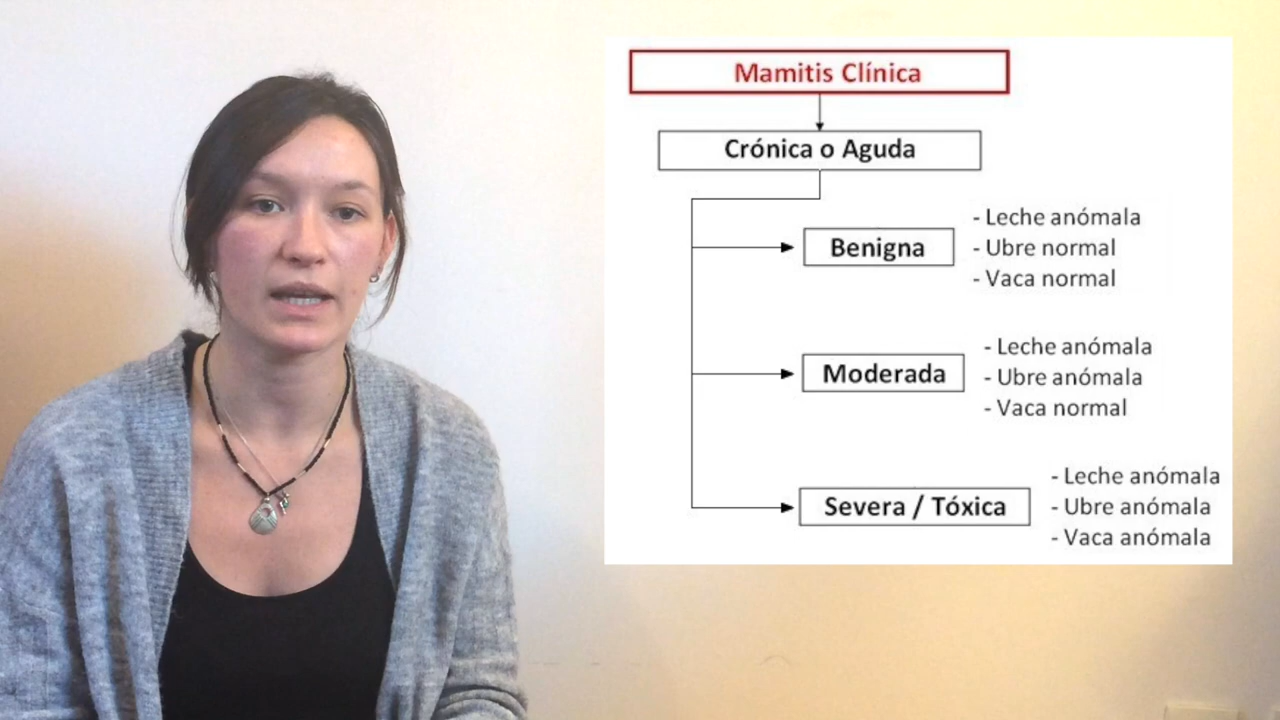 Mamitis Clínica
Crónica o Aguda
Benigna
- Leche anómala
- Ubre normal
- Vaca normal
Moderada
- Leche anómala
- Ubre anómala
- Vaca normal
Severa / Tóxica
- Leche anómala
- Ubre anómala
- Vaca anómala